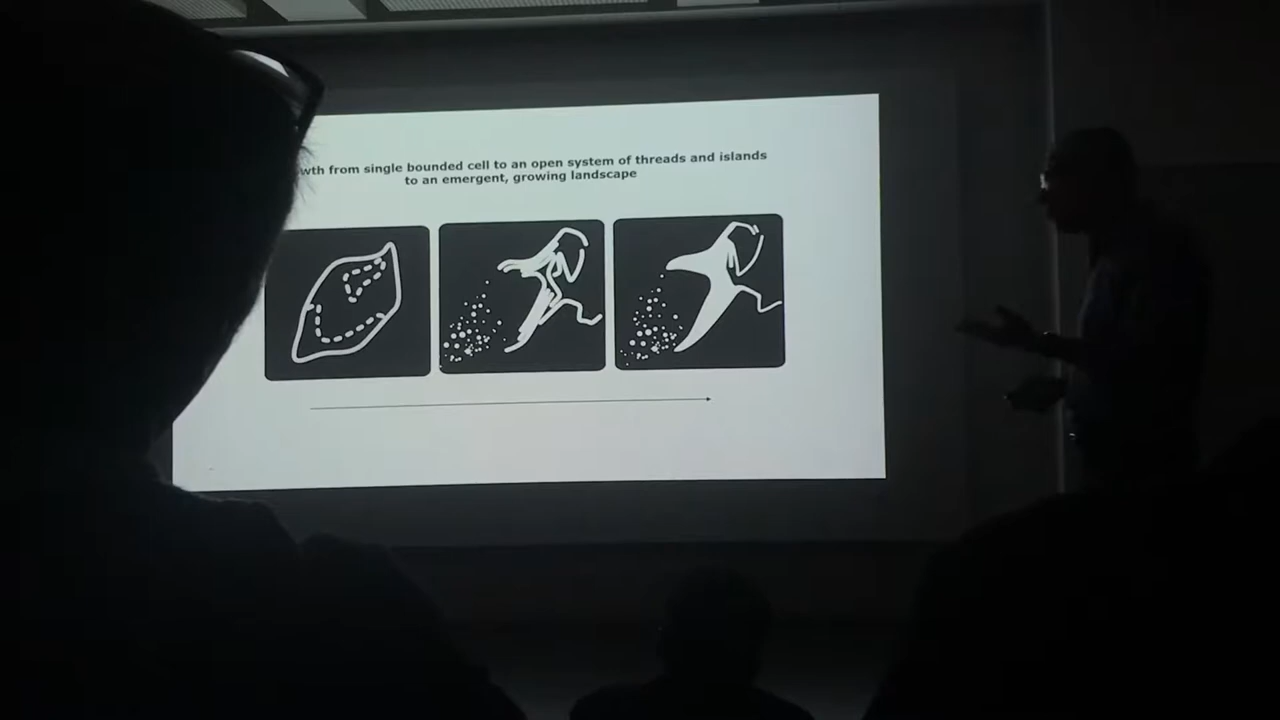 wth from single bounded cell to an open system of threads and islands
to an emergent, growing landscape